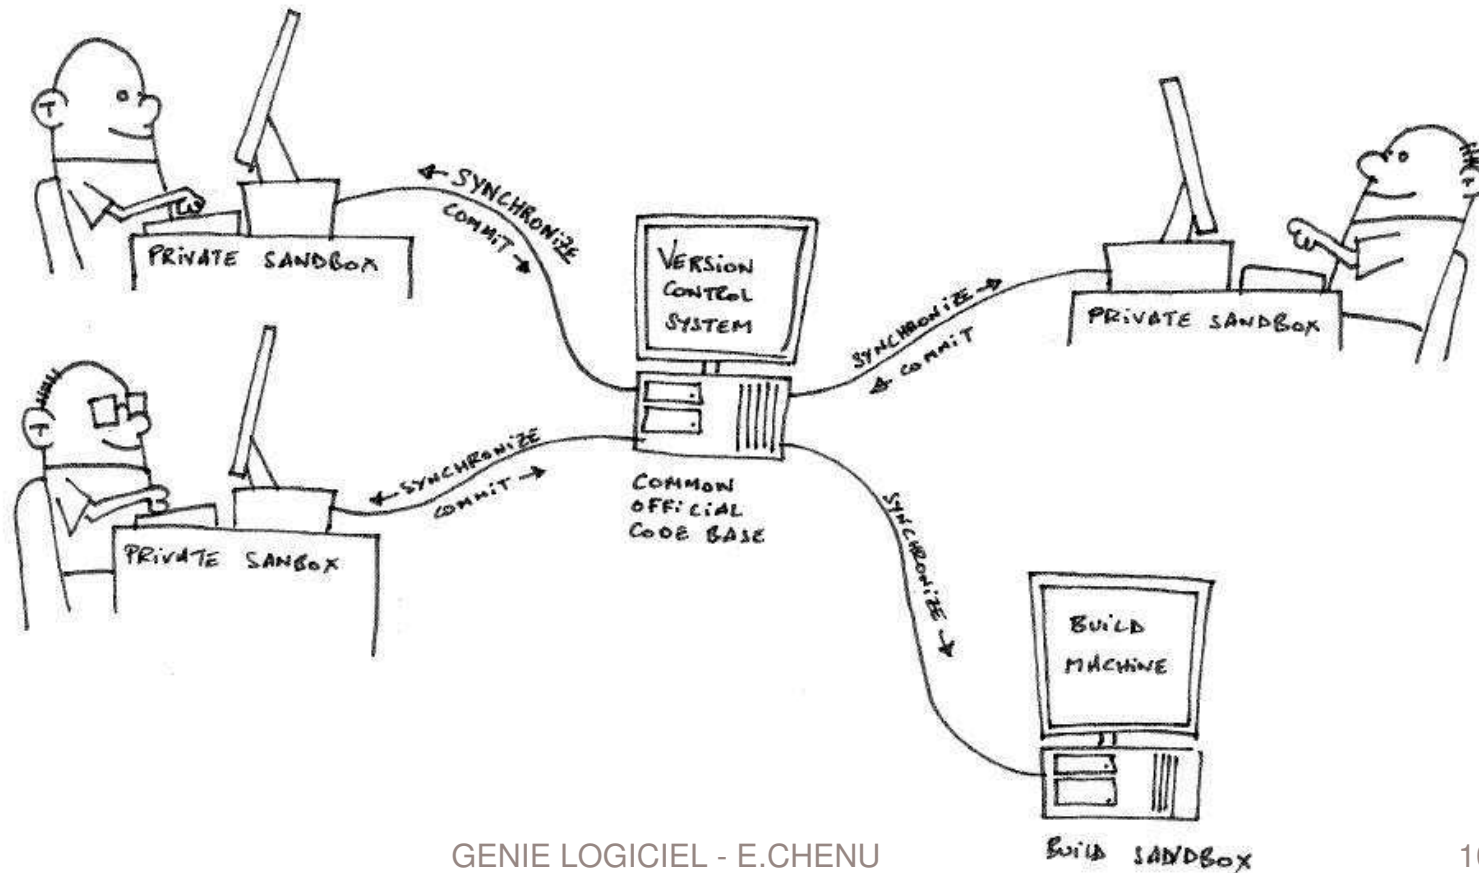 SYNCHRONIZE
COMMIT
PRIVATE SANDBOX
VERSION
CONTROL
SYSTEM
SYNCHRONIZE
COMMIT
PRIVATE SANDBOX
SYNCHRONIZE
COMMIT
PRIVATE SANBOX
COMMON
OFFICIAL
CODE BASE
SYNCHRONIZE
BUILD
MACHINE
BUILD SANDBOX
GENIE LOGICIEL - E.CHENU